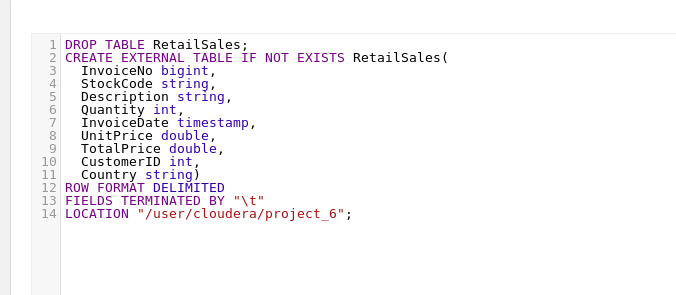 1 DROP TABLE RetailSales;
2 CREATE EXTERNAL TABLE IF NOT EXISTS RetailSales(
3   InvoiceNo bigint,
4   StockCode string,
5   Description string,
6   Quantity int,
7   InvoiceDate timestamp,
8   UnitPrice double,
9   TotalPrice double,
10   CustomerID int,
11   Country string)
12 ROW FORMAT DELIMITED
13 FIELDS TERMINATED BY "\t"
14 LOCATION "/user/cloudera/project_6";